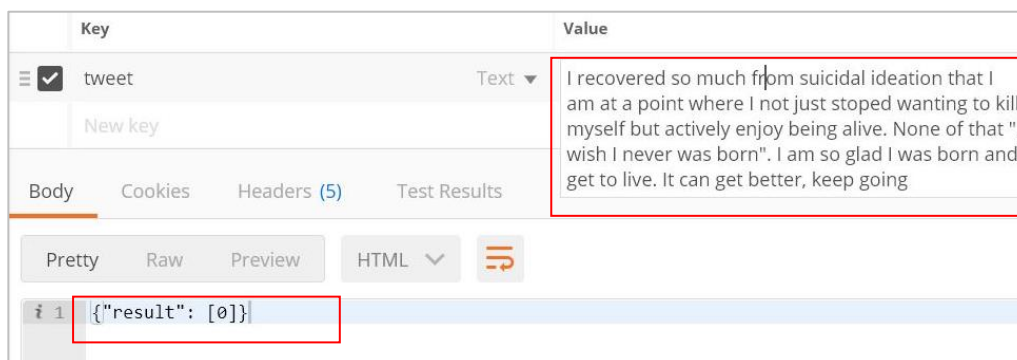 Key Value
tweet Text
I recovered so much from suicidal ideation that I
am at a point where I not just stoped wanting to kill
myself but actively enjoy being alive. None of that "
wish I never was born". I am so glad I was born and
get to live. It can get better, keep going
New key
Body Cookies Headers (5) Test Results
Pretty Raw Preview HTML
i 1 {"result": [0]}